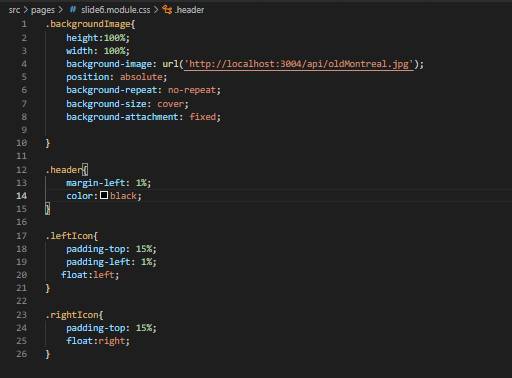 src > pages > # slide6.module.css > .header
1 .backgroundImage{
2 height:100%;
3 width: 100%;
4 background-image: url('http://localhost:3004/api/oldMontreal.jpg');
5 position: absolute;
6 background-repeat: no-repeat;
7 background-size: cover;
8 background-attachment: fixed;
9
10 }
11
12 .header{
13 margin-left: 1%;
14 color: black;
15 }
16
17 .leftIcon{
18 padding-top: 15%;
19 padding-left: 1%;
20 float:left;
21 }
22
23 .rightIcon{
24 padding-top: 15%;
25 float:right;
26 }